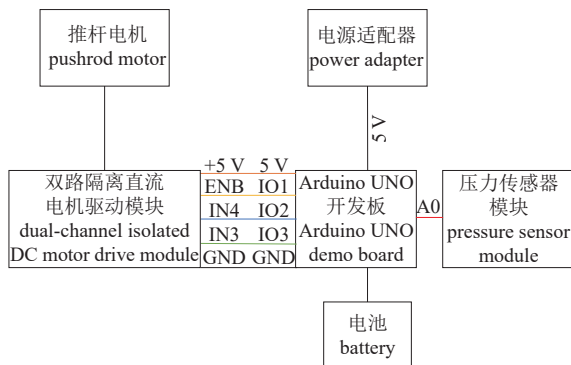 推杆电机
pushrod motor
电源适配器
power adapter
5 V
双路隔离直流
电机驱动模块
dual-channel isolated
DC motor drive module
+5 V 5 V
ENB IO1
IN4 IO2
IN3 IO3
GND GND
Arduino UNO
开发板
Arduino UNO
demo board
A0
压力传感器
模块
pressure sensor
module
电池
battery